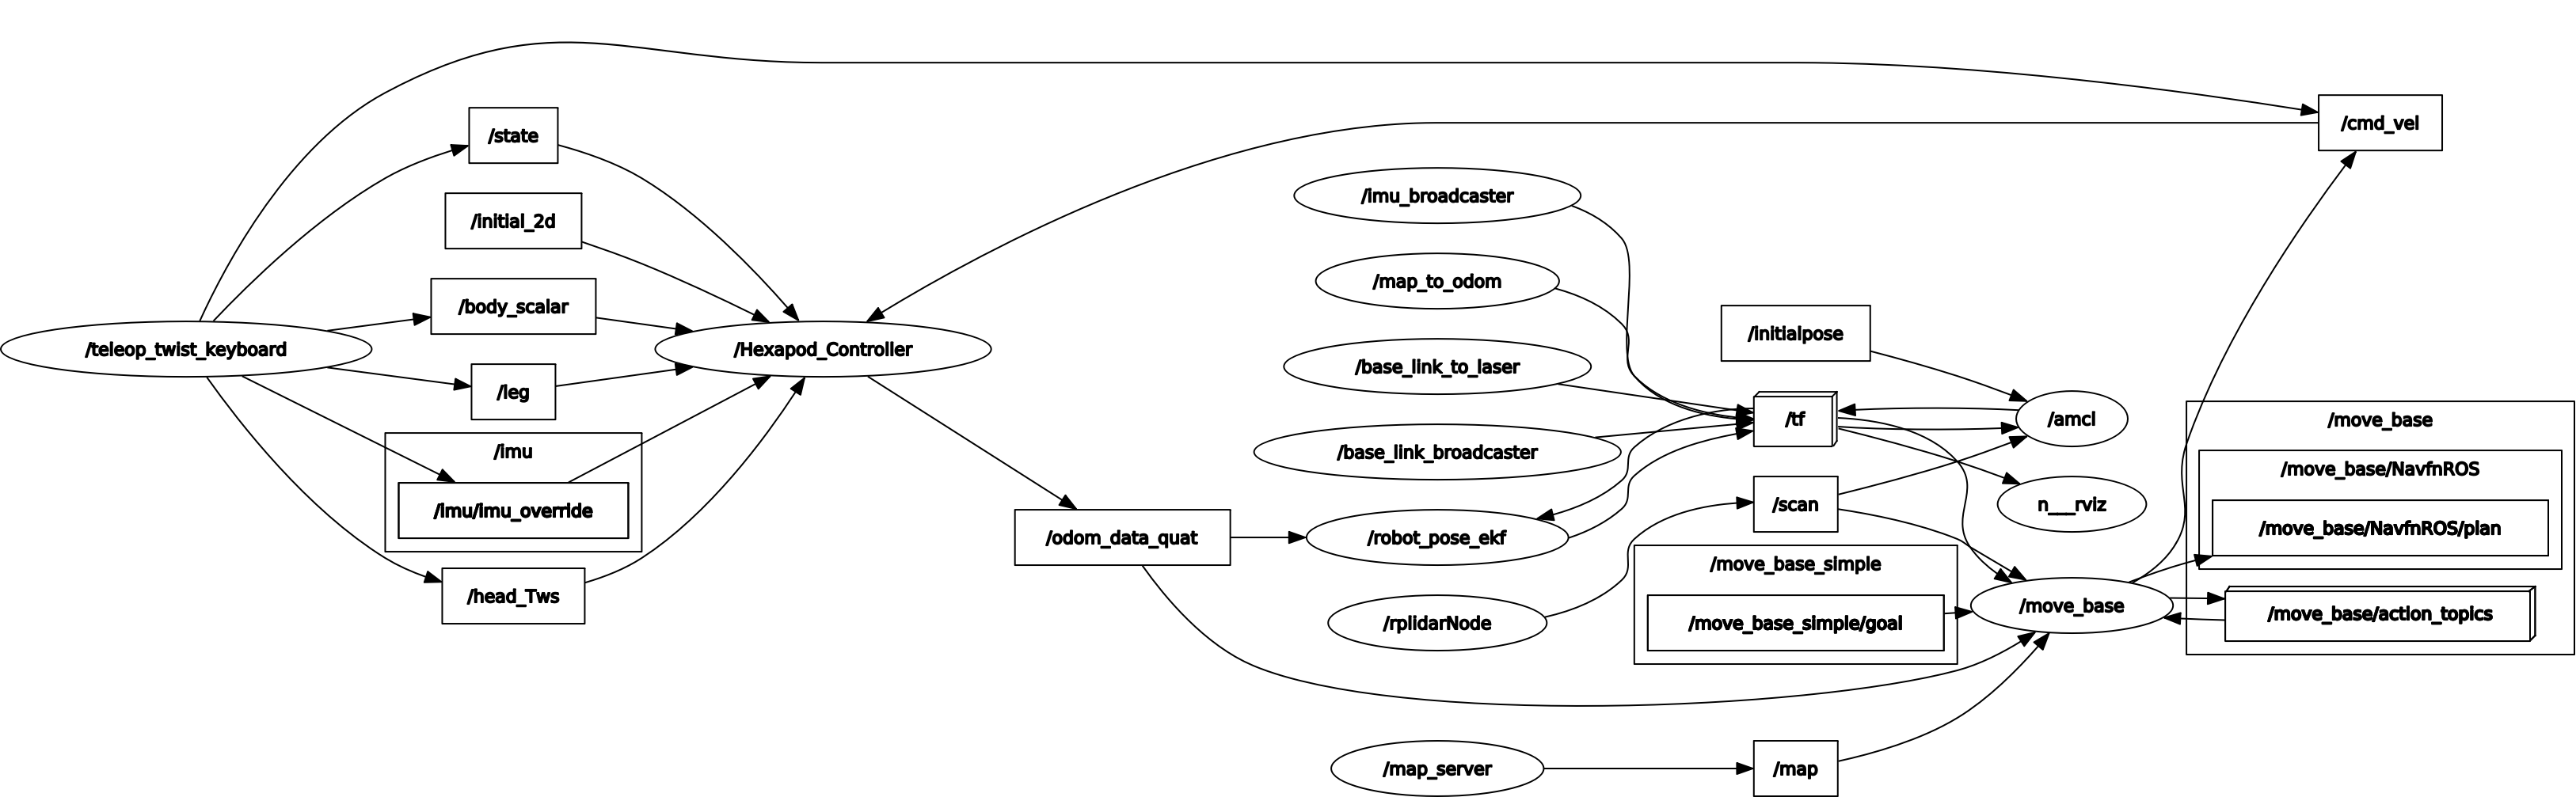 /state
/cmd_vel
/imu_broadcaster
/initial_2d
/map_to_odom
/body_scalar
/initialpose
/teleop_twist_keyboard
/Hexapod_Controller
/base_link_to_laser
/leg
/tf
/amcl
/move_base
/imu
/base_link_broadcaster
/move_base/NavfnROS
/imu/imu_override
/scan
n___rviz
/move_base/NavfnROS/plan
/odom_data_quat
/robot_pose_ekf
/move_base_simple
/head_Tws
/rplidarNode
/move_base_simple/goal
/move_base
/move_base/action_topics
/map_server
/map